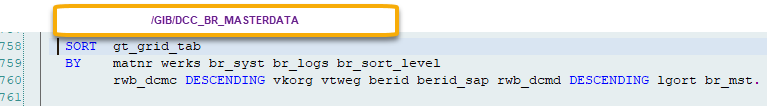 /GIB/DCC_BR_MASTERDATA
758 SORT gt_grid_tab
759 BY matnr werks br_syst br_logs br_sort_level
760 rwb_dcmc DESCENDING vkorg vtweg berid berid_sap rwb_dcmd DESCENDING lgort br_mst.
761